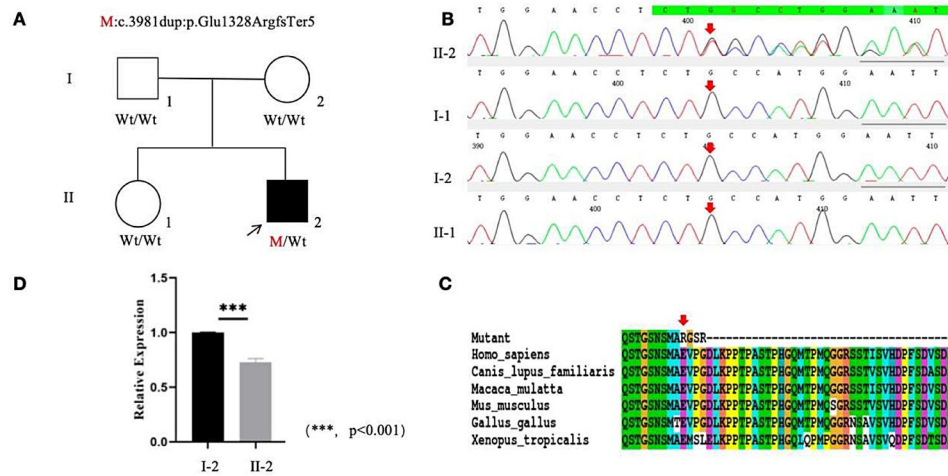 A
M:c.3981dup:p.Glu1328ArgfsTer5
I
1
2
Wt/Wt
Wt/Wt
II
1
2
Wt/Wt
M/Wt
B
T G G A A C C T C T G G C C T G G A A A T
400
410
II-2
T G G A A C C T C T G C C A T G G A A T T
400
410
I-1
T G G A A C C T C T G C C A T G G A A T T
390
410
I-2
T G G A A C C T C T G C C A T G G A A T T
400
410
II-1
D
Relative Expression
1.5
1.0
0.5
0.0
***
I-2
II-2
(***, p<0.001)
C
Mutant QSTGSNSMARGSR
Homo_sapiens QSTGSNSMAEVPGDLKPPTPASTPHGQMTPMQGGRSSTISVHDPFSDVSD
Canis_lupus_familiaris QSTGSNSMAEVPGDLKPPTPASTPHGQMTPMQGGRSSTVSVHDPFSDASD
Macaca_mulatta QSTGSNSMAEVPGDLKPPTPASTPHGQMTPMQGGRSSTLSVHDPFSDVSD
Mus_musculus QSTGSNSMAEVPGDLKPPTPASTPHGQMTPMQSGRSSTVSVHDPFSDVSD
Gallus_gallus QSTGSNSMTEVPGDLKPPTPASTPHGQMTPMQGGRNSAVSVHDPFSDVSD
Xenopus_tropicalis QSTGSNSMAEMSLELKPPTPASTPHGQLQPMPGGRNSSVSVQDPFSDTSD